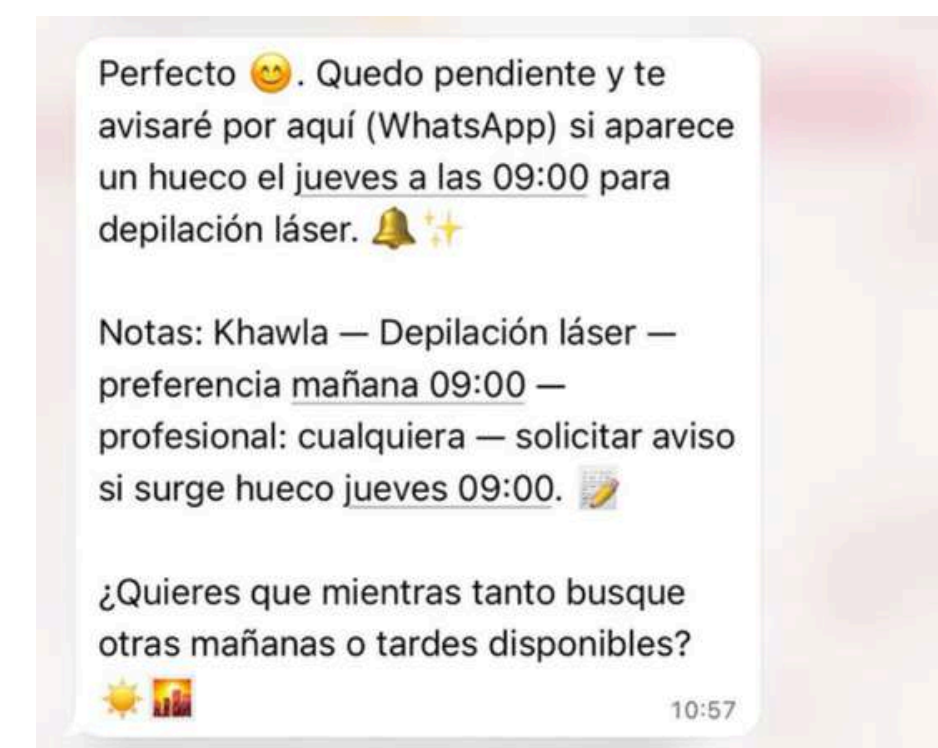 Perfecto 😊. Quedo pendiente y te
avisaré por aquí (WhatsApp) si aparece
un hueco el jueves a las 09:00 para
depilación láser. 🔔✨
Notas: Khawla — Depilación láser —
preferencia mañana 09:00 —
profesional: cualquiera — solicitar aviso
si surge hueco jueves 09:00. 📝
¿Quieres que mientras tanto busque
otras mañanas o tardes disponibles?
☀️🌇
10:57